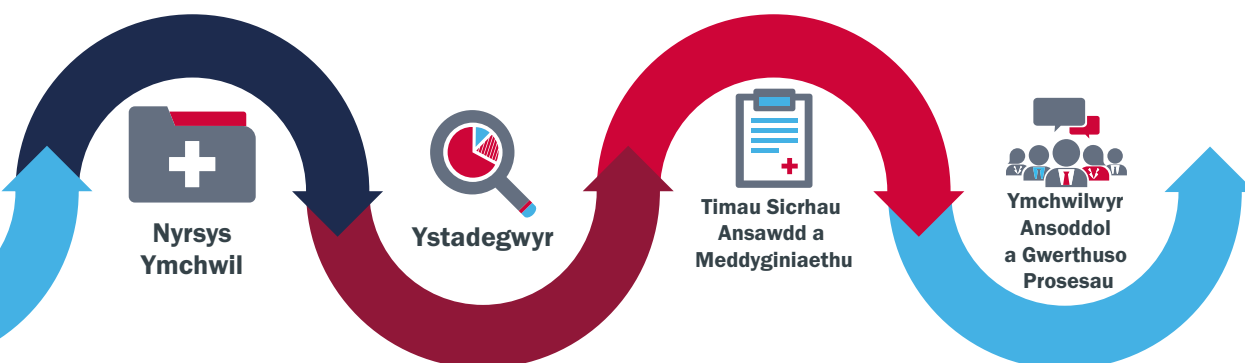 Nyrsys
Ymchwil
Ystadegwyr
Timau Sicrhau
Ansawdd a
Meddyginiaethu
Ymchwilwyr
Ansoddol
a Gwerthuso
Prosesau